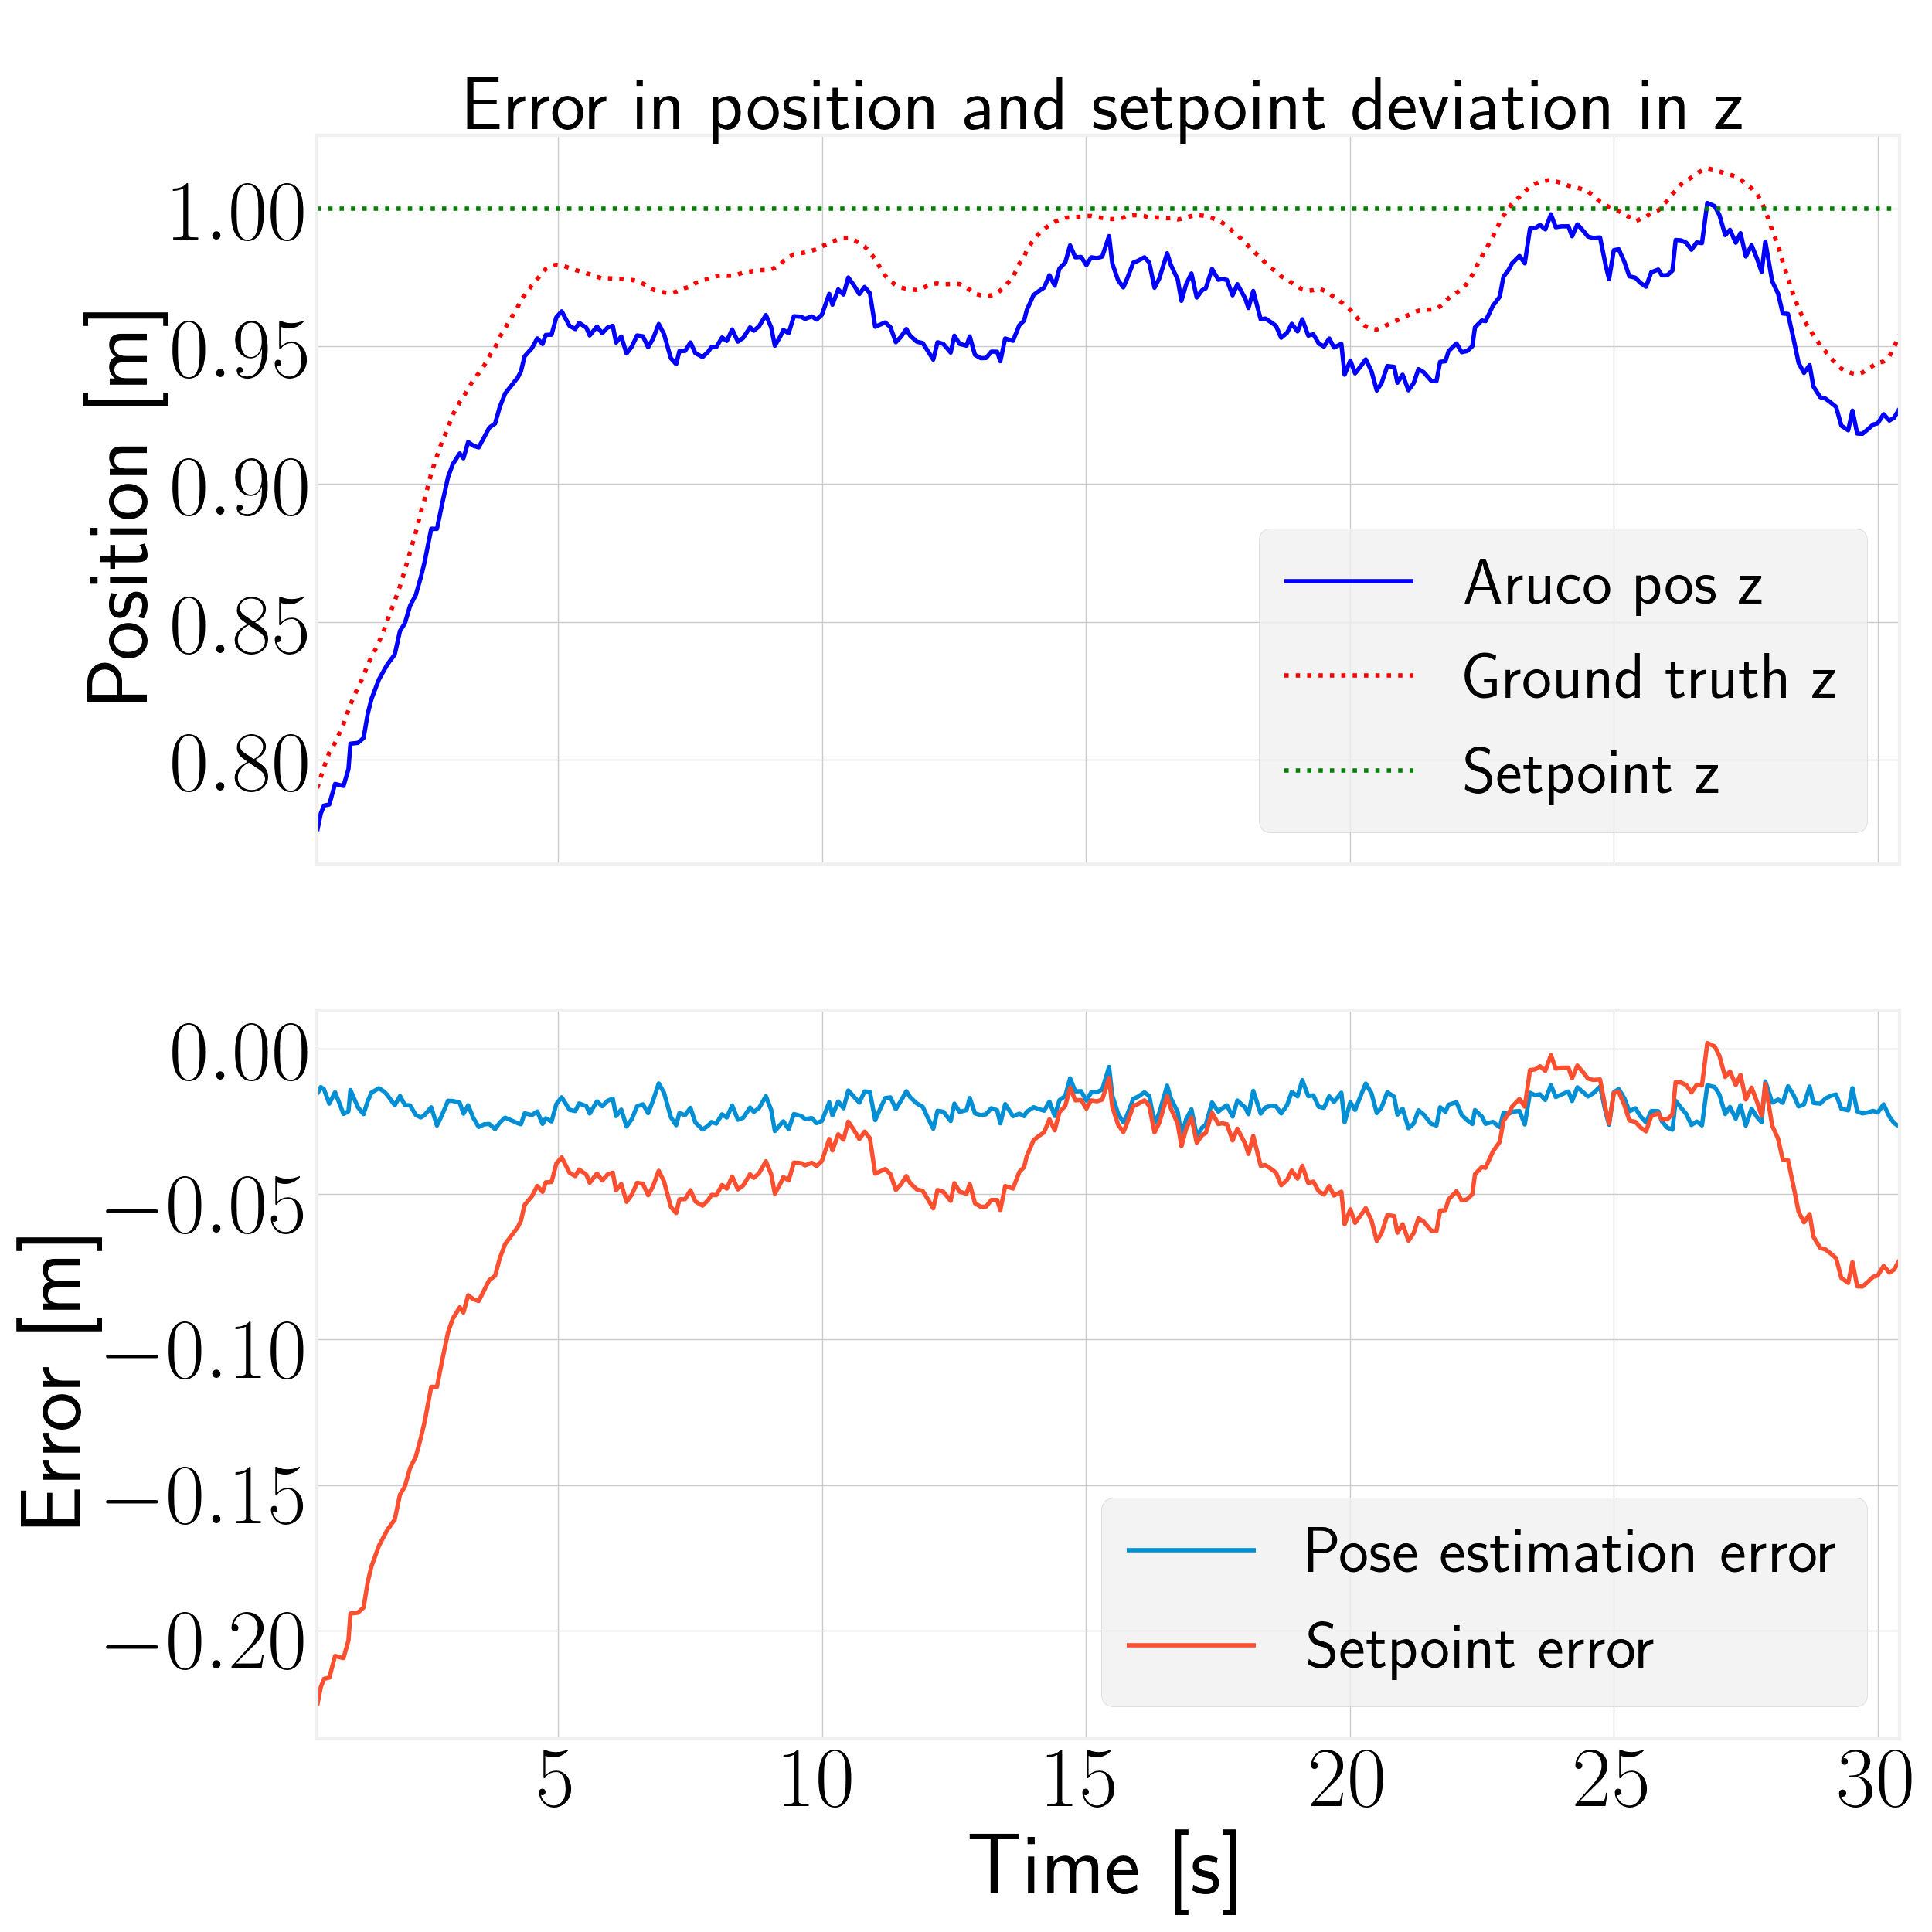 Error in position and setpoint deviation in z
Position [m]
1.00
0.95
0.90
0.85
0.80
Aruco pos z
Ground truth z
Setpoint z
Error [m]
0.00
−0.05
−0.10
−0.15
−0.20
Pose estimation error
Setpoint error
5 10 15 20 25 30
Time [s]